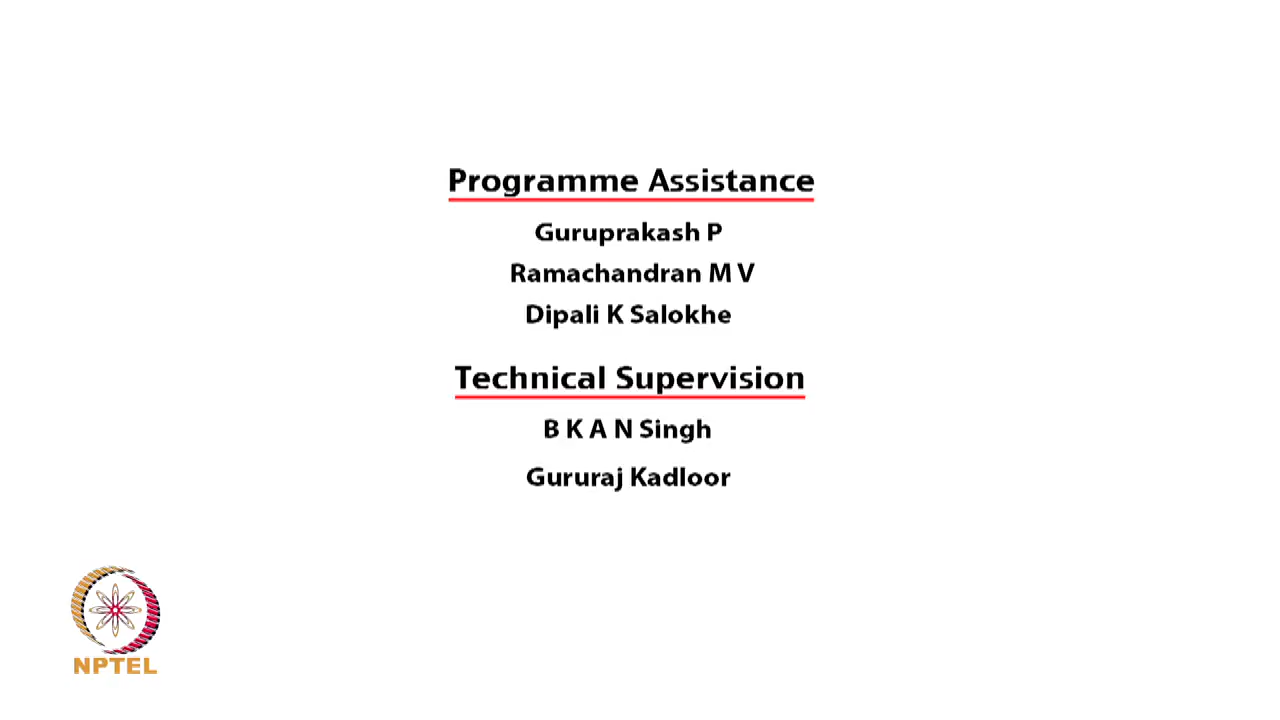 Programme Assistance
Guruprakash P
Ramachandran M V
Dipali K Salokhe
Technical Supervision
B K A N Singh
Gururaj Kadloor
NPTEL